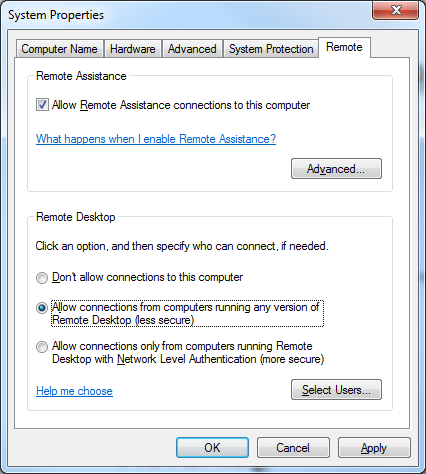 System Properties
Computer Name Hardware Advanced System Protection Remote
Remote Assistance
Allow Remote Assistance connections to this computer
What happens when I enable Remote Assistance?
Advanced...
Remote Desktop
Click an option, and then specify who can connect, if needed.
Don't allow connections to this computer
Allow connections from computers running any version of
Remote Desktop (less secure)
Allow connections only from computers running Remote
Desktop with Network Level Authentication (more secure)
Help me choose
Select Users...
OK Cancel Apply